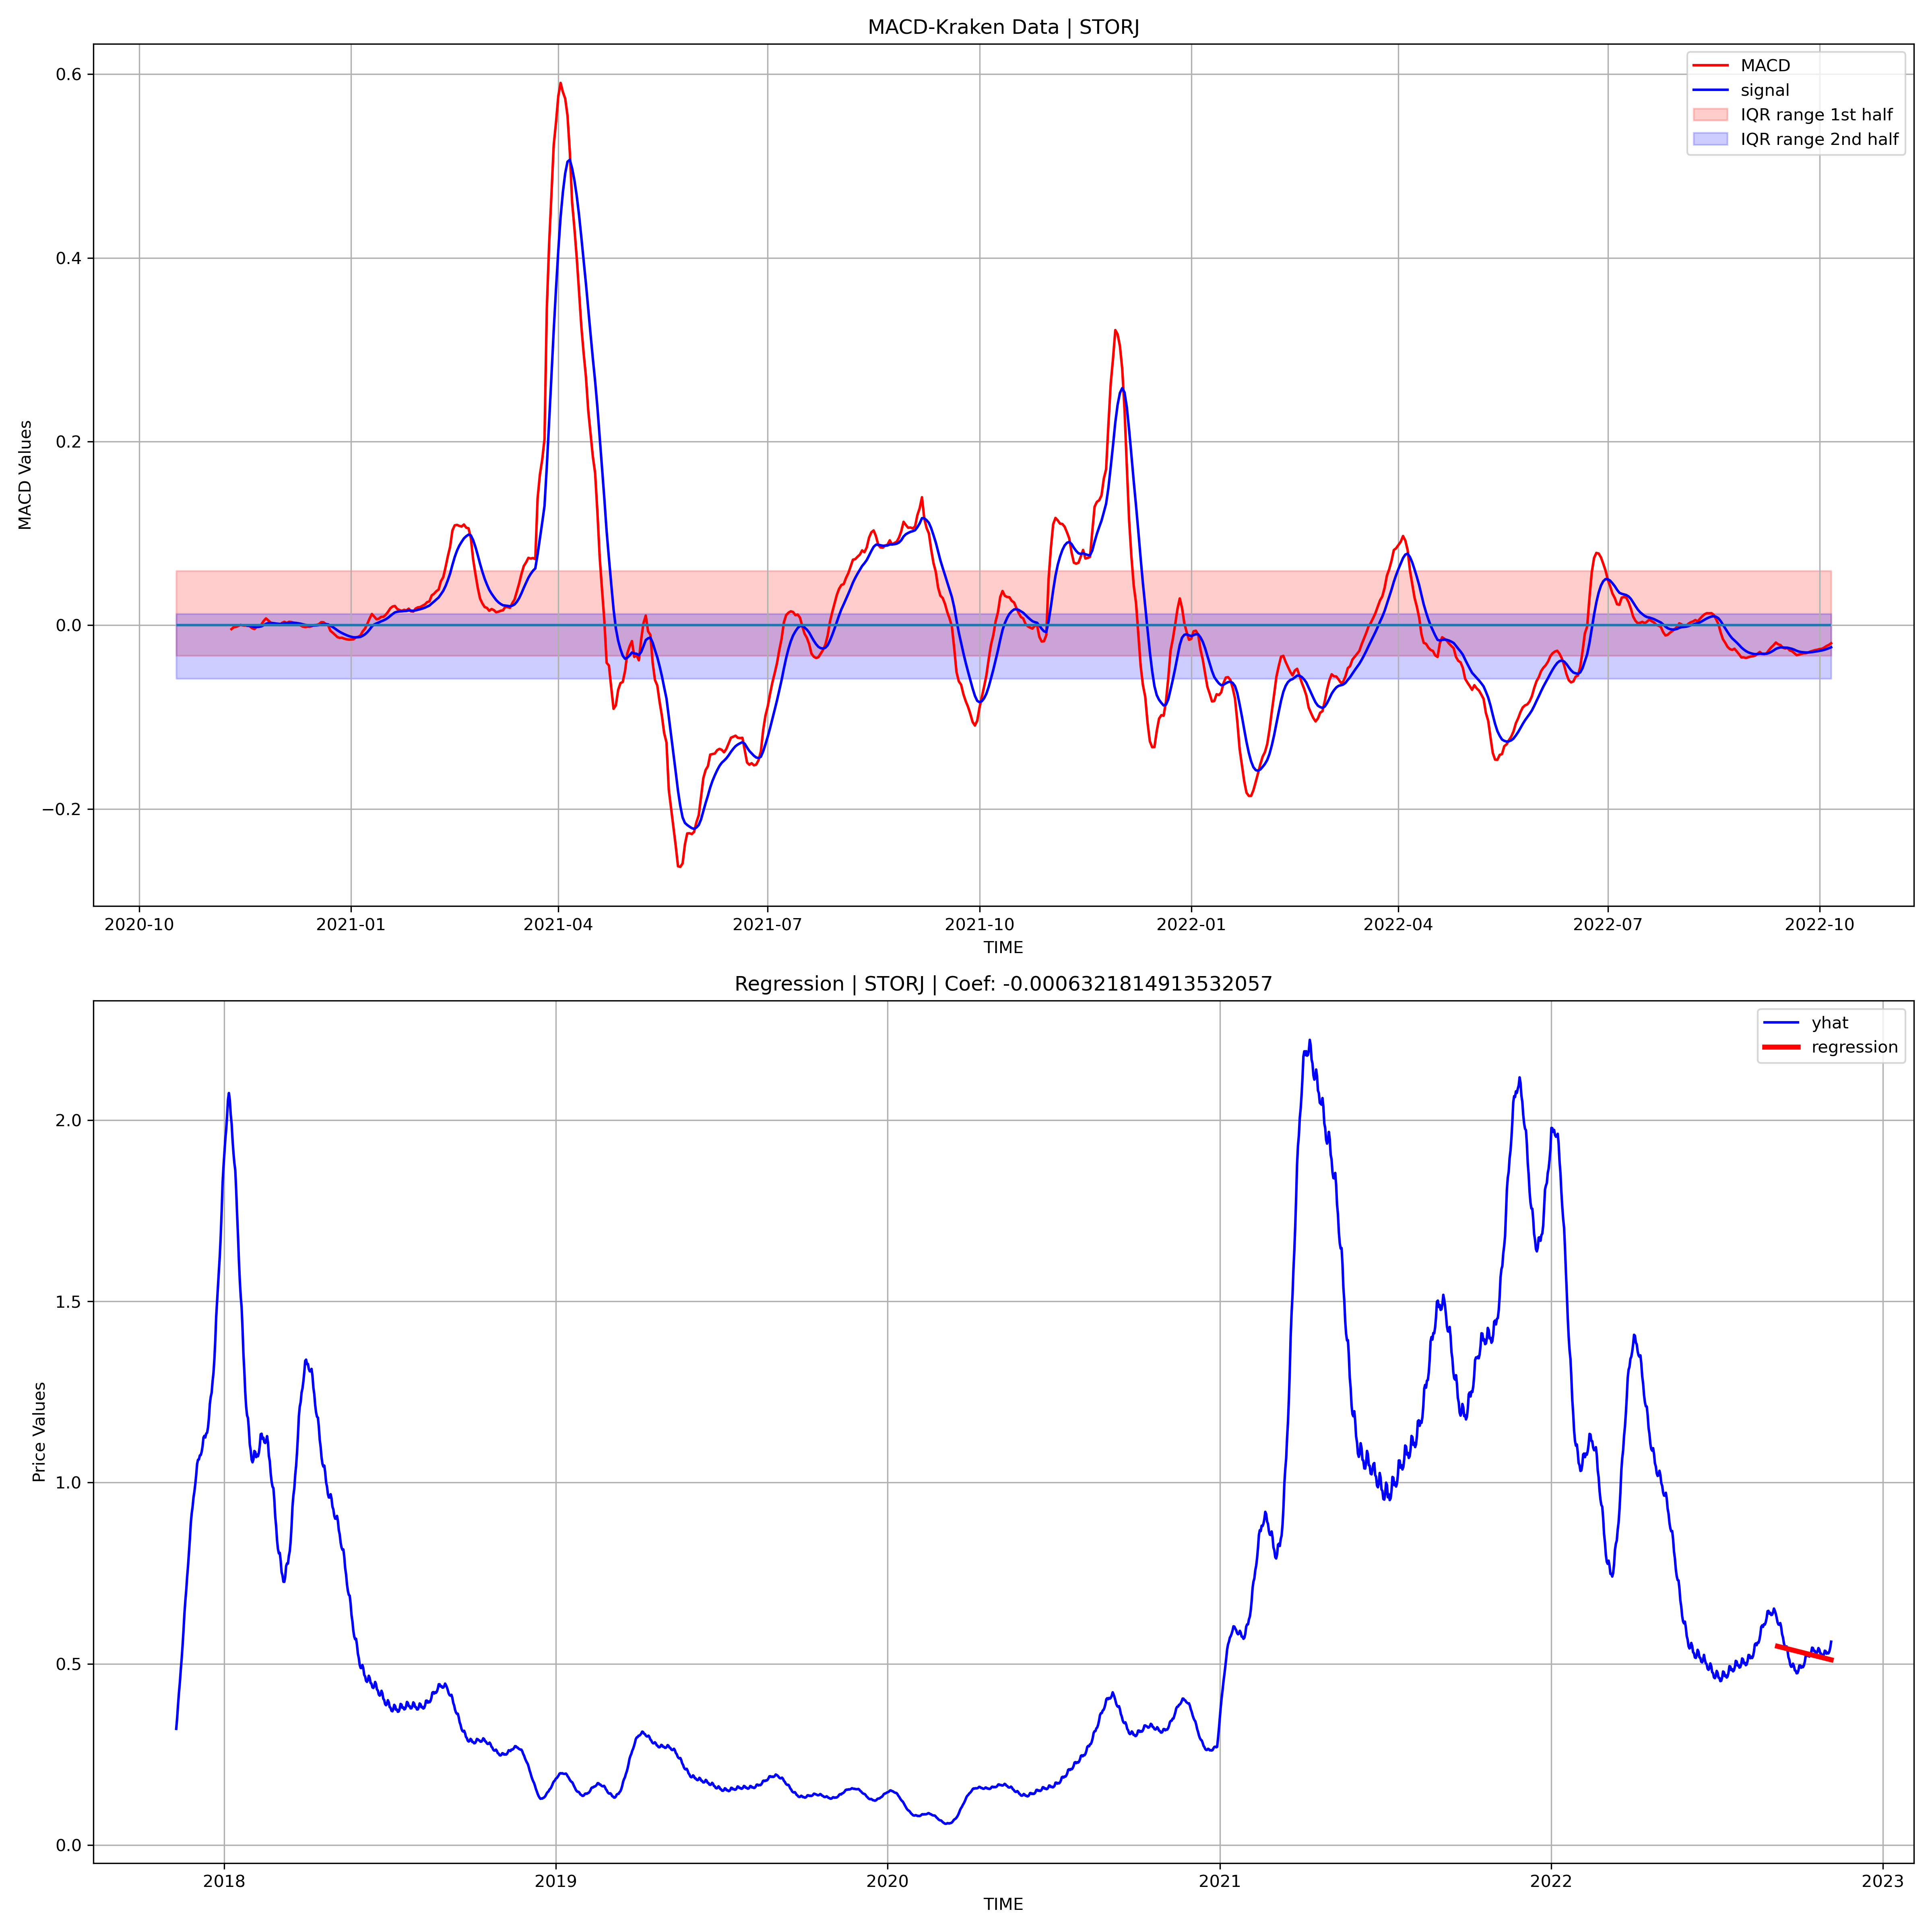 MACD-Kraken Data | STORJ
MACD
signal
IQR range 1st half
IQR range 2nd half
0.6
0.4
0.2
0.0
−0.2
MACD Values
2020-10
2021-01
2021-04
2021-07
2021-10
2022-01
2022-04
2022-07
2022-10
TIME
Regression | STORJ | Coef: -0.0006321814913532057
yhat
regression
2.0
1.5
1.0
0.5
0.0
Price Values
2018
2019
2020
2021
2022
2023
TIME